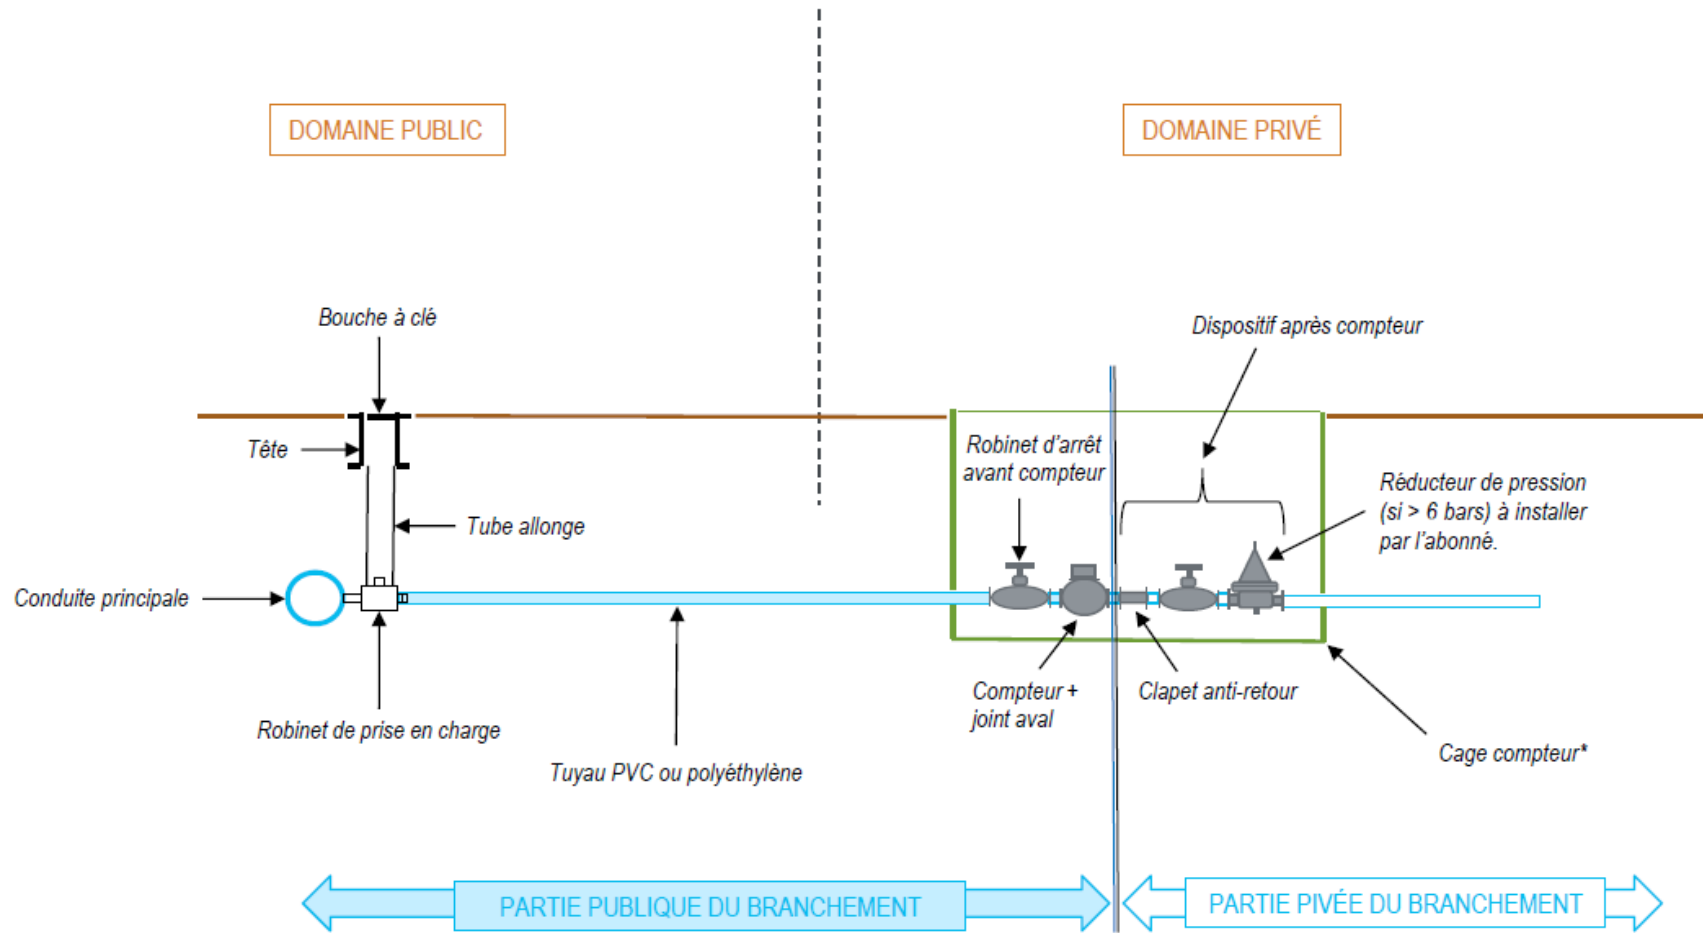 DOMAINE PUBLIC
DOMAINE PRIVÉ
Bouche à clé
Dispositif après compteur
Tête
Robinet d'arrêt
avant compteur
Réducteur de pression
(si > 6 bars) à installer
par l'abonné.
Tube allonge
Conduite principale
Compteur +
joint aval
Clapet anti-retour
Robinet de prise en charge
Cage compteur*
Tuyau PVC ou polyéthylène
PARTIE PUBLIQUE DU BRANCHEMENT
PARTIE PIVÉE DU BRANCHEMENT